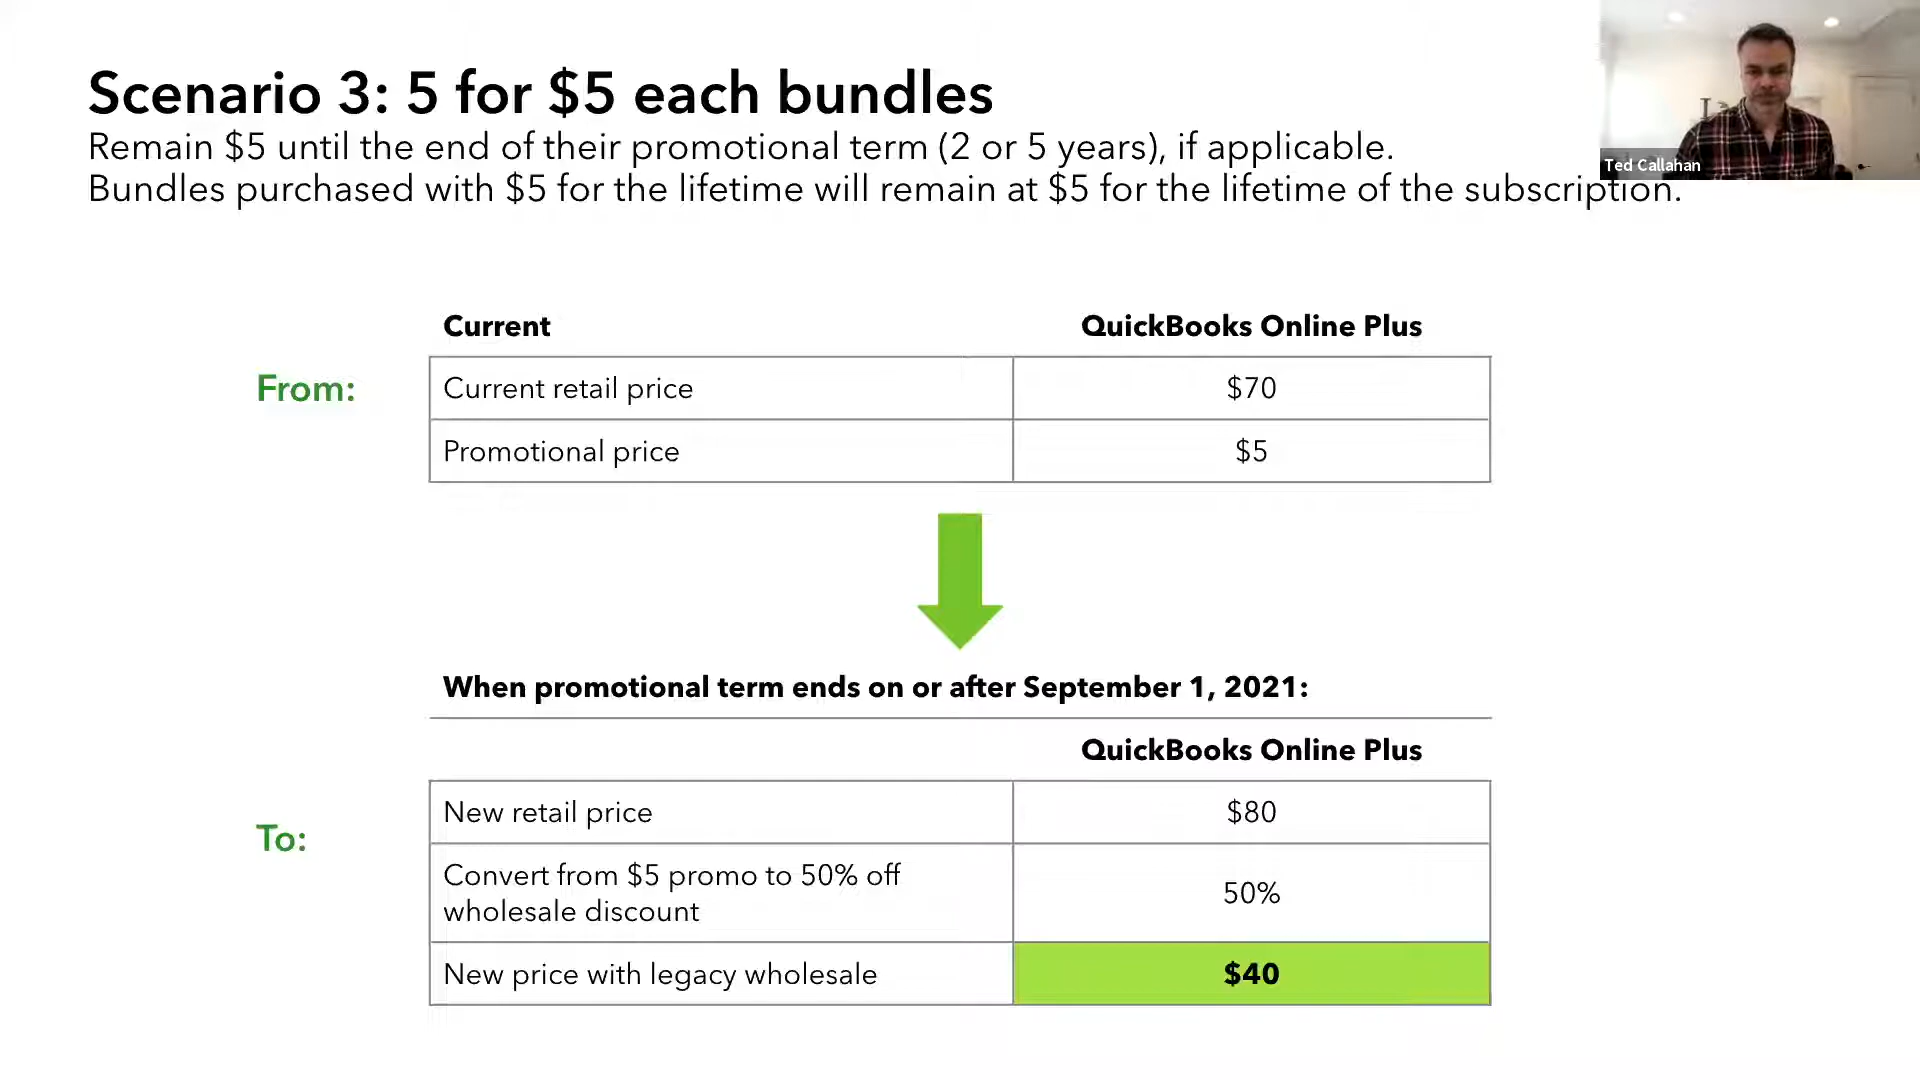 Scenario 3: 5 for $5 each bundles
Remain $5 until the end of their promotional term (2 or 5 years), if applicable.
Bundles purchased with $5 for the lifetime will remain at $5 for the lifetime of the subscription.
Ted Callahan
Current QuickBooks Online Plus
From:
Current retail price $70
Promotional price $5
When promotional term ends on or after September 1, 2021:
QuickBooks Online Plus
To:
New retail price $80
Convert from $5 promo to 50% off
wholesale discount 50%
New price with legacy wholesale $40